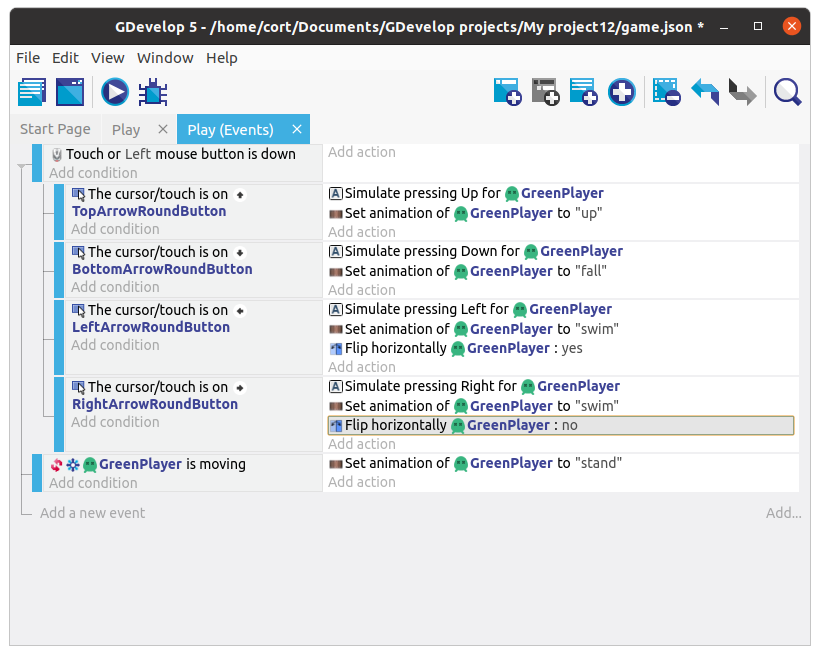 GDevelop 5 - /home/cort/Documents/GDevelop projects/My project12/game.json *
File Edit View Window Help
Start Page Play Play (Events)
Touch or Left mouse button is down
Add condition
Add action
The cursor/touch is on
TopArrowRoundButton
Add condition
A Simulate pressing Up for GreenPlayer
Set animation of GreenPlayer to "up"
Add action
The cursor/touch is on
BottomArrowRoundButton
Add condition
A Simulate pressing Down for GreenPlayer
Set animation of GreenPlayer to "fall"
Add action
The cursor/touch is on
LeftArrowRoundButton
Add condition
A Simulate pressing Left for GreenPlayer
Set animation of GreenPlayer to "swim"
Flip horizontally GreenPlayer : yes
Add action
The cursor/touch is on
RightArrowRoundButton
Add condition
A Simulate pressing Right for GreenPlayer
Set animation of GreenPlayer to "swim"
Flip horizontally GreenPlayer : no
Add action
GreenPlayer is moving
Add condition
Set animation of GreenPlayer to "stand"
Add action
Add a new event
Add...